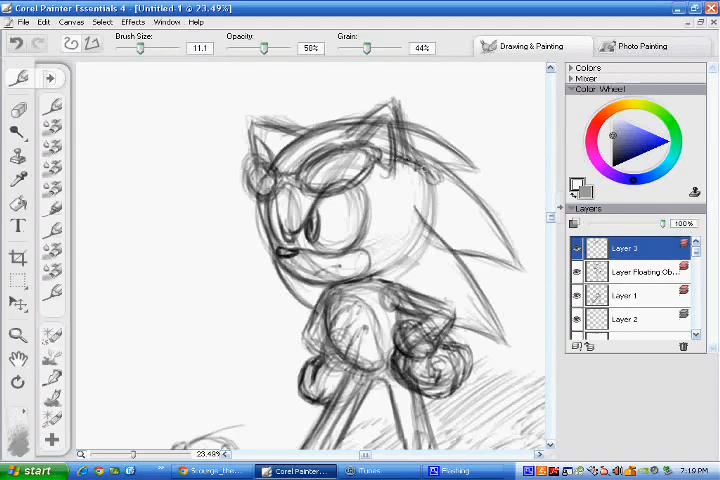 Corel Painter Essentials 4 - [Untitled-1 @ 23.49%]
File Edit Canvas Select Effects Window Help
Brush Size: 11.1 Opacity: 58% Grain: 44% Drawing & Painting Photo Painting
Colors
Mixer
Color Wheel
Layers
100%
Layer 3
Layer Floating Ob...
Layer 1
Layer 2
T
23.49%
start Scourge_the... Corel Painter... iTunes Flashing 7:19 PM